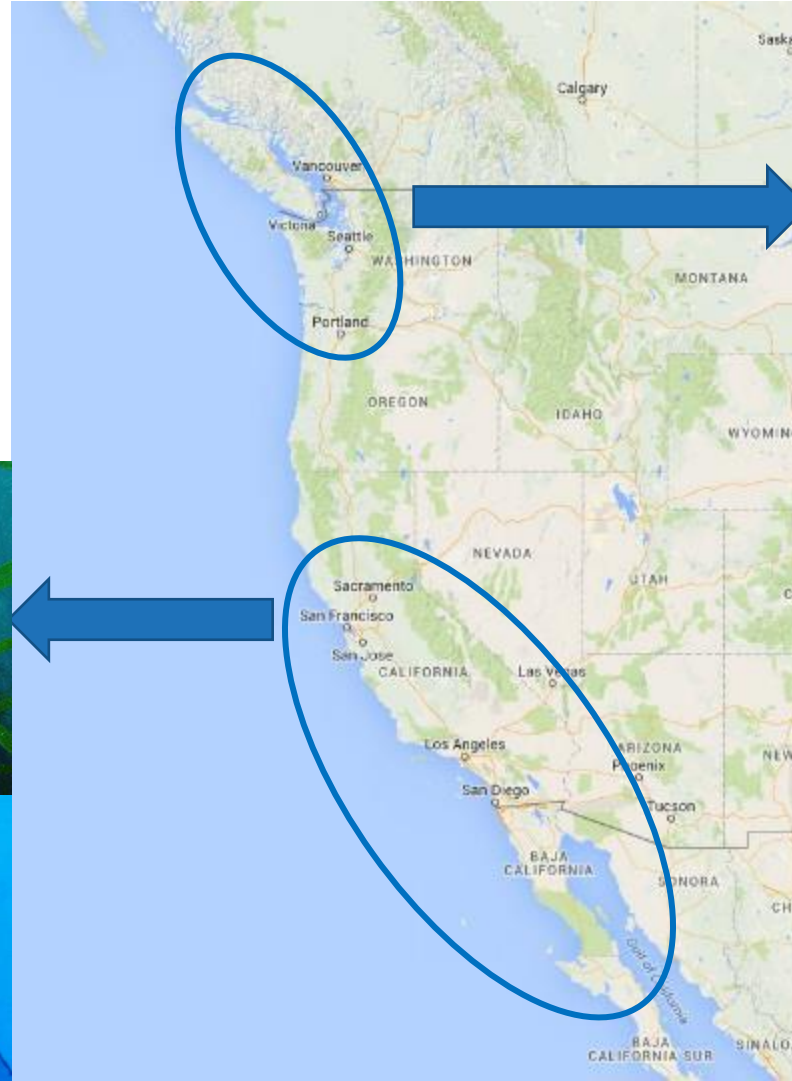 Saska
Calgary
Vancouver
Victoria
Seattle
WASHINGTON
MONTANA
Portland
OREGON
IDAHO
WYOMIN
NEVADA
UTAH
C
Sacramento
San Francisco
San Jose
CALIFORNIA
Las Vegas
Los Angeles
ARIZONA
NEW
Phoenix
San Diego
Tucson
BAJA
CALIFORNIA
SONORA
CH
Gulf of California
BAJA
CALIFORNIA SUR
SINALO